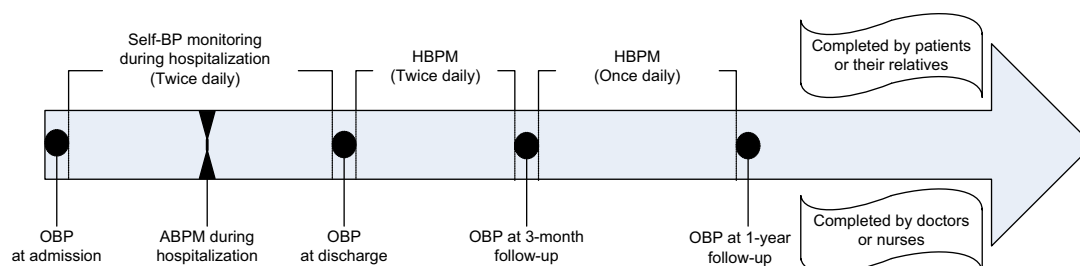 Self-BP monitoring
during hospitalization
(Twice daily)
HBPM
(Twice daily)
HBPM
(Once daily)
Completed by patients
or their relatives
OBP
at admission
ABPM during
hospitalization
OBP
at discharge
OBP at 3-month
follow-up
OBP at 1-year
follow-up
Completed by doctors
or nurses